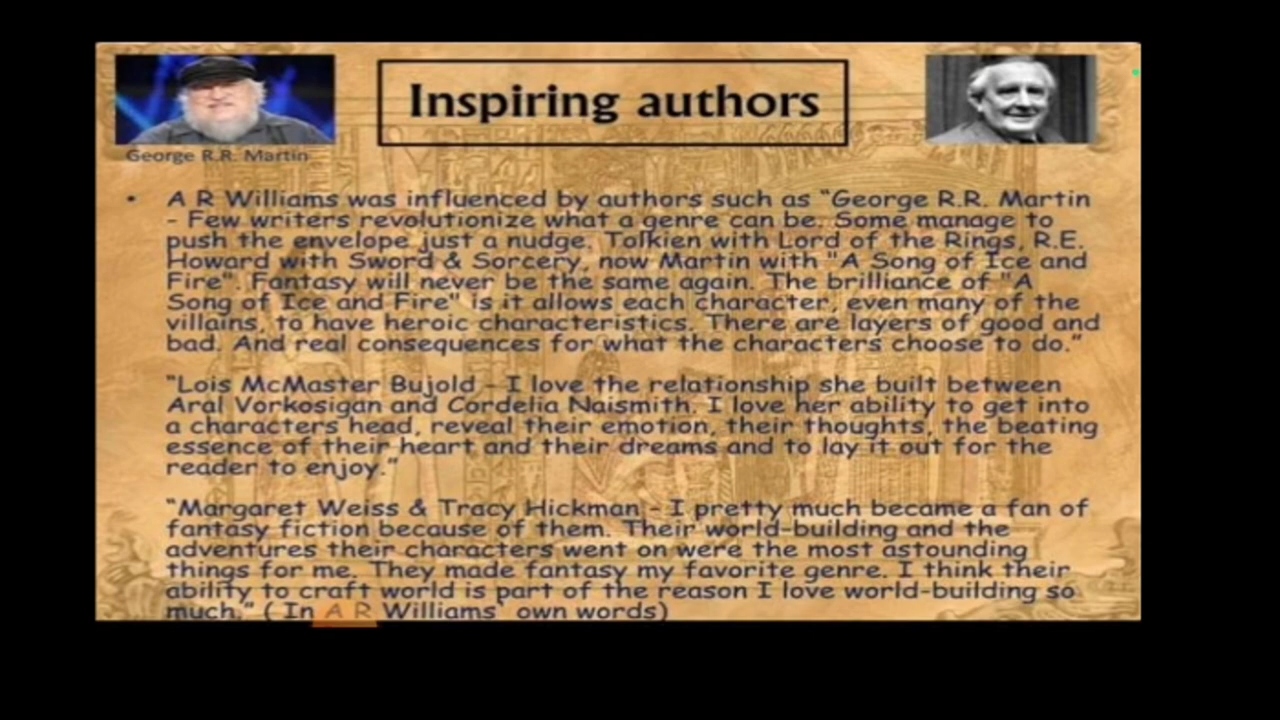 Inspiring authors
George R.R. Martin
• A R Williams was influenced by authors such as “George R.R. Martin
- Few writers revolutionize what a genre can be. Some manage to
push the envelope just a nudge. Tolkien with Lord of the Rings, R.E.
Howard with Sword & Sorcery, now Martin with "A Song of Ice and
Fire". Fantasy will never be the same again. The brilliance of "A
Song of Ice and Fire" is it allows each character, even many of the
villains, to have heroic characteristics. There are layers of good and
bad. And real consequences for what the characters choose to do.”
“Lois McMaster Bujold - I love the relationship she built between
Aral Vorkosigan and Cordelia Naismith. I love her ability to get into
a characters head, reveal their emotion, their thoughts, the beating
essence of their heart and their dreams and to lay it out for the
reader to enjoy.”
“Margaret Weiss & Tracy Hickman - I pretty much became a fan of
fantasy fiction because of them. Their world-building and the
adventures their characters went on were the most astounding
things for me. They made fantasy my favorite genre. I think their
ability to craft world is part of the reason I love world-building so
much.” ( In A R Williams‘ own words)